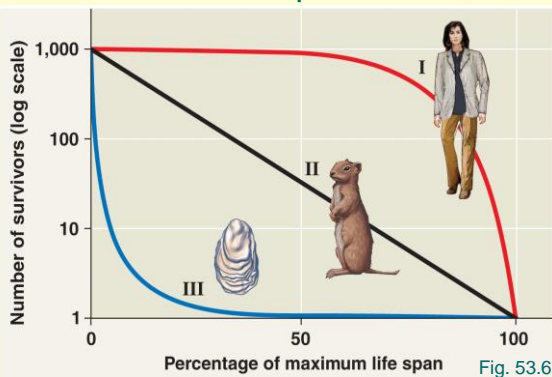 Number of survivors (log scale)
1,000
100
10
1
I
II
III
0
50
100
Percentage of maximum life span
Fig. 53.6